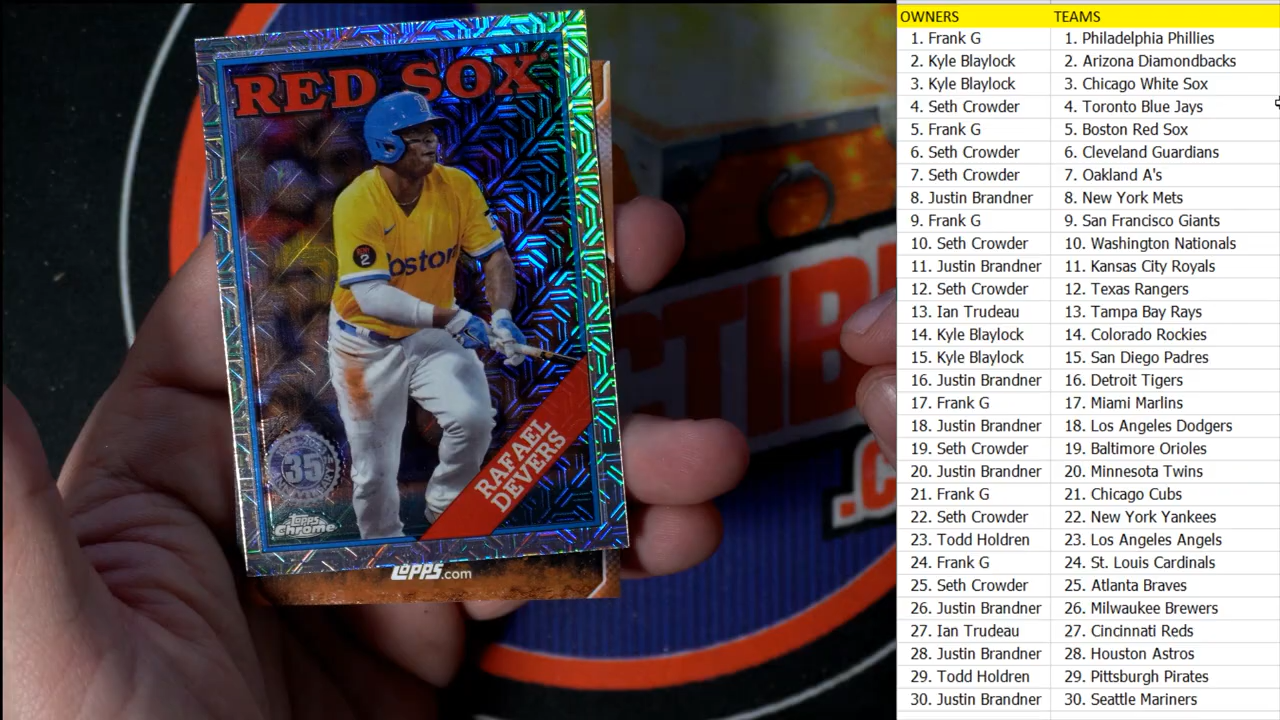 RED SOX
2
Boston
RAFAEL
DEVERS
35
ANNIVERSARY
Topps
Chrome
Topps.com
CTIB
.C
OWNERS TEAMS
1. Frank G 1. Philadelphia Phillies
2. Kyle Blaylock 2. Arizona Diamondbacks
3. Kyle Blaylock 3. Chicago White Sox
4. Seth Crowder 4. Toronto Blue Jays
5. Frank G 5. Boston Red Sox
6. Seth Crowder 6. Cleveland Guardians
7. Seth Crowder 7. Oakland A's
8. Justin Brandner 8. New York Mets
9. Frank G 9. San Francisco Giants
10. Seth Crowder 10. Washington Nationals
11. Justin Brandner 11. Kansas City Royals
12. Seth Crowder 12. Texas Rangers
13. Ian Trudeau 13. Tampa Bay Rays
14. Kyle Blaylock 14. Colorado Rockies
15. Kyle Blaylock 15. San Diego Padres
16. Justin Brandner 16. Detroit Tigers
17. Frank G 17. Miami Marlins
18. Justin Brandner 18. Los Angeles Dodgers
19. Seth Crowder 19. Baltimore Orioles
20. Justin Brandner 20. Minnesota Twins
21. Frank G 21. Chicago Cubs
22. Seth Crowder 22. New York Yankees
23. Todd Holdren 23. Los Angeles Angels
24. Frank G 24. St. Louis Cardinals
25. Seth Crowder 25. Atlanta Braves
26. Justin Brandner 26. Milwaukee Brewers
27. Ian Trudeau 27. Cincinnati Reds
28. Justin Brandner 28. Houston Astros
29. Todd Holdren 29. Pittsburgh Pirates
30. Justin Brandner 30. Seattle Mariners